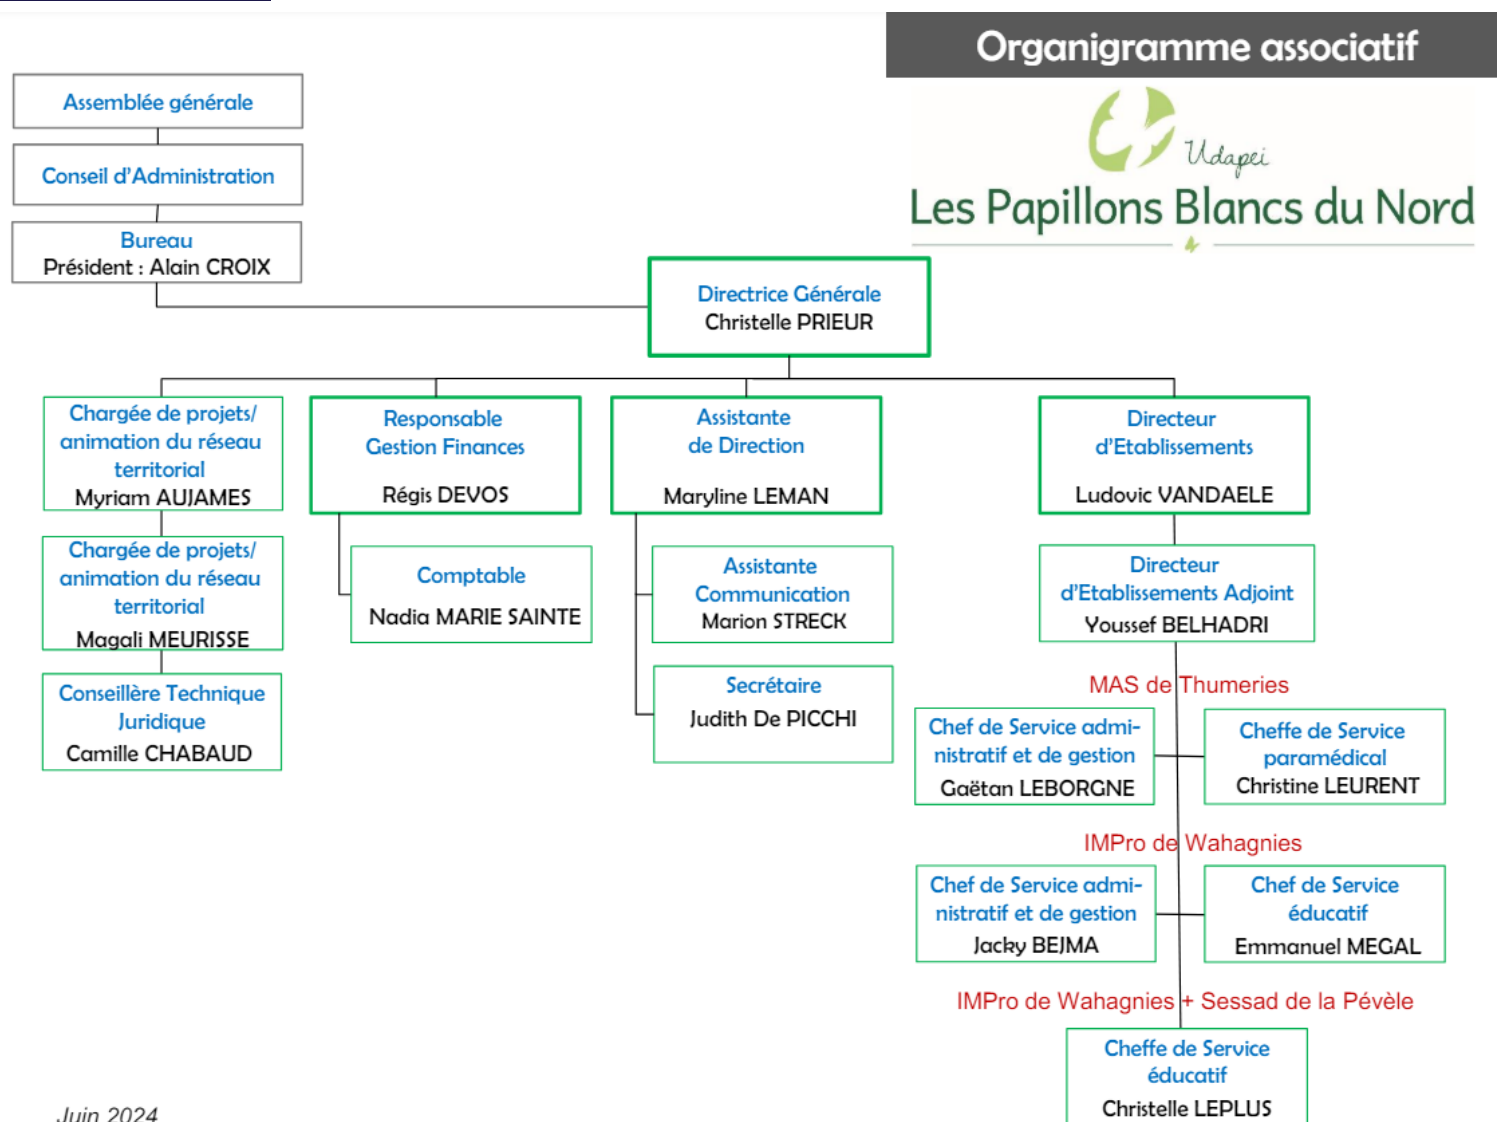 Organigramme associatif
Udapei
Les Papillons Blancs du Nord
Assemblée générale
Conseil d'Administration
Bureau
Président : Alain CROIX
Directrice Générale
Christelle PRIEUR
Chargée de projets/
animation du réseau
territorial
Myriam AUJAMES
Chargée de projets/
animation du réseau
territorial
Magali MEURISSE
Conseillère Technique
Juridique
Camille CHABAUD
Responsable
Gestion Finances
Régis DEVOS
Comptable
Nadia MARIE SAINTE
Assistante
de Direction
Maryline LEMAN
Assistante
Communication
Marion STRECK
Secrétaire
Judith De PICCHI
Directeur
d'Etablissements
Ludovic VANDAELE
Directeur
d'Etablissements Adjoint
Youssef BELHADRI
MAS de Thumeries
Chef de Service admi-
nistratif et de gestion
Gaëtan LEBORGNE
Cheffe de Service
paramédical
Christine LEURENT
IMPro de Wahagnies
Chef de Service admi-
nistratif et de gestion
Jacky BEJMA
Chef de Service
éducatif
Emmanuel MEGAL
IMPro de Wahagnies + Sessad de la Pévèle
Cheffe de Service
éducatif
Christelle LEPLUS
Juin 2024